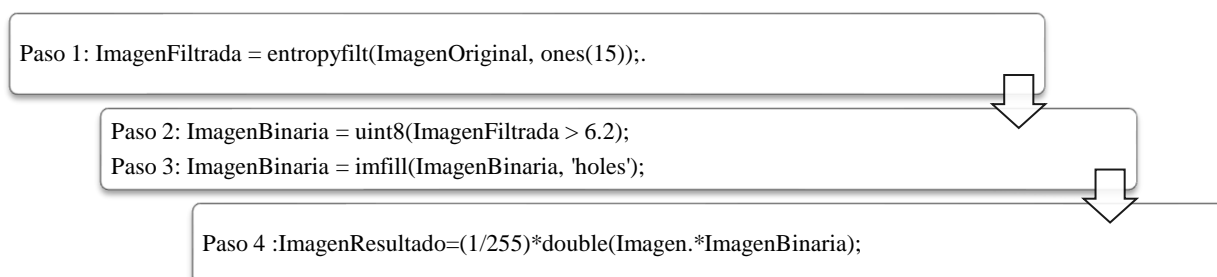 Paso 1: ImagenFiltrada = entropyfilt(ImagenOriginal, ones(15));.
Paso 2: ImagenBinaria = uint8(ImagenFiltrada > 6.2);
Paso 3: ImagenBinaria = imfill(ImagenBinaria, 'holes');
Paso 4 :ImagenResultado=(1/255)*double(Imagen.*ImagenBinaria);